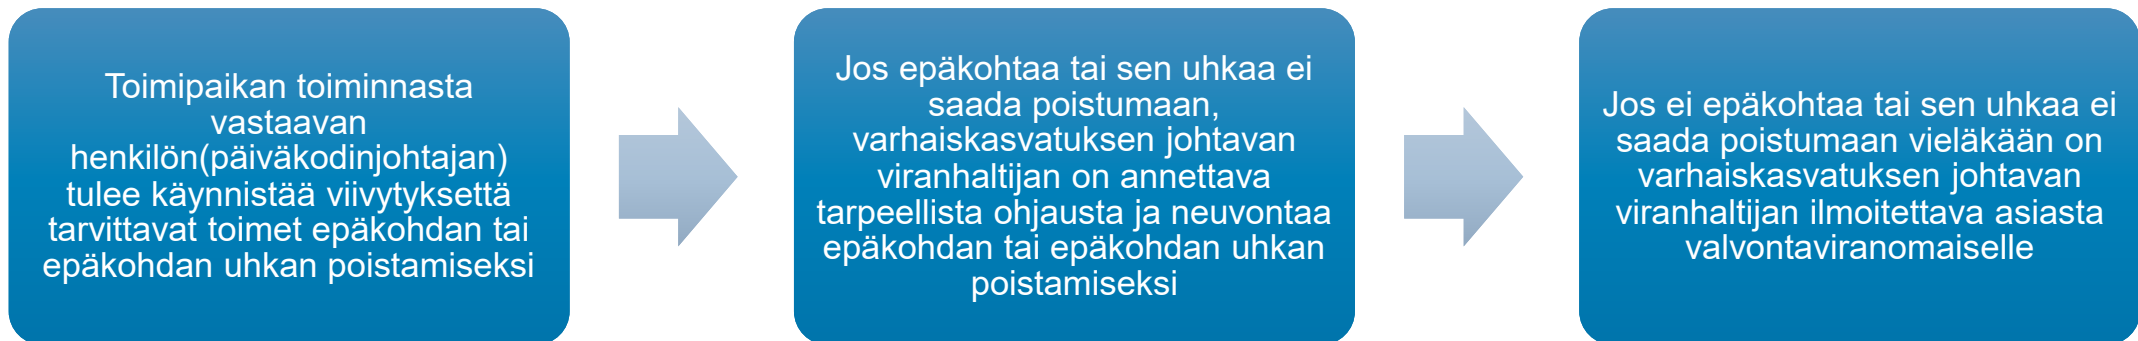 Toimipaikan toiminnasta
vastaavan
henkilön(päiväkodinjohtajan)
tulee käynnistää viivytyksettä
tarvittavat toimet epäkohdan tai
epäkohdan uhkan poistamiseksi
Jos epäkohtaa tai sen uhkaa ei
saada poistumaan,
varhaiskasvatuksen johtavan
viranhaltijan on annettava
tarpeellista ohjausta ja neuvontaa
epäkohdan tai epäkohdan uhkan
poistamiseksi
Jos ei epäkohtaa tai sen uhkaa ei
saada poistumaan vieläkään on
varhaiskasvatuksen johtavan
viranhaltijan ilmoitettava asiasta
valvontaviranomaiselle